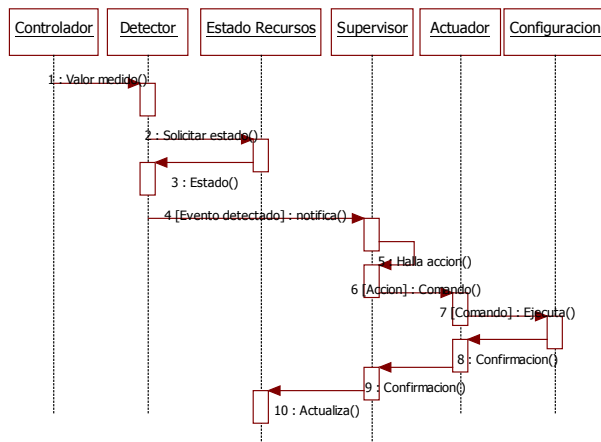 Controlador
Detector
Estado Recursos
Supervisor
Actuador
Configuracion
1 : Valor medido()
2 : Solicitar estado()
3 : Estado()
4 [Evento detectado] : notifica()
5 : Halla accion()
6 [Accion] : Comando()
7 [Comando] : Ejecuta()
8 : Confirmacion()
9 : Confirmacion()
10 : Actualiza()